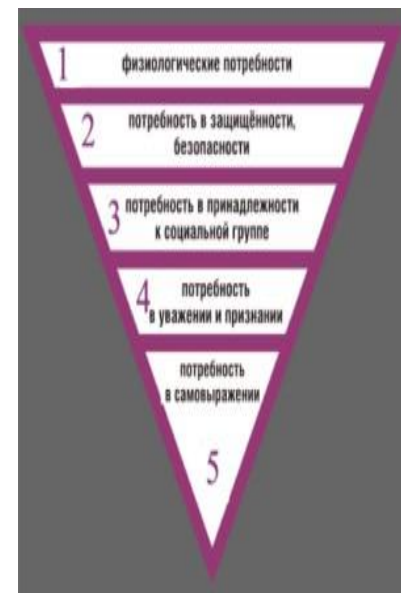 1 физиологические потребности
2 потребность в защищённости,
безопасности
3 потребность в принадлежности
к социальной группе
4 потребность
в уважении и признании
потребность
в самовыражении
5